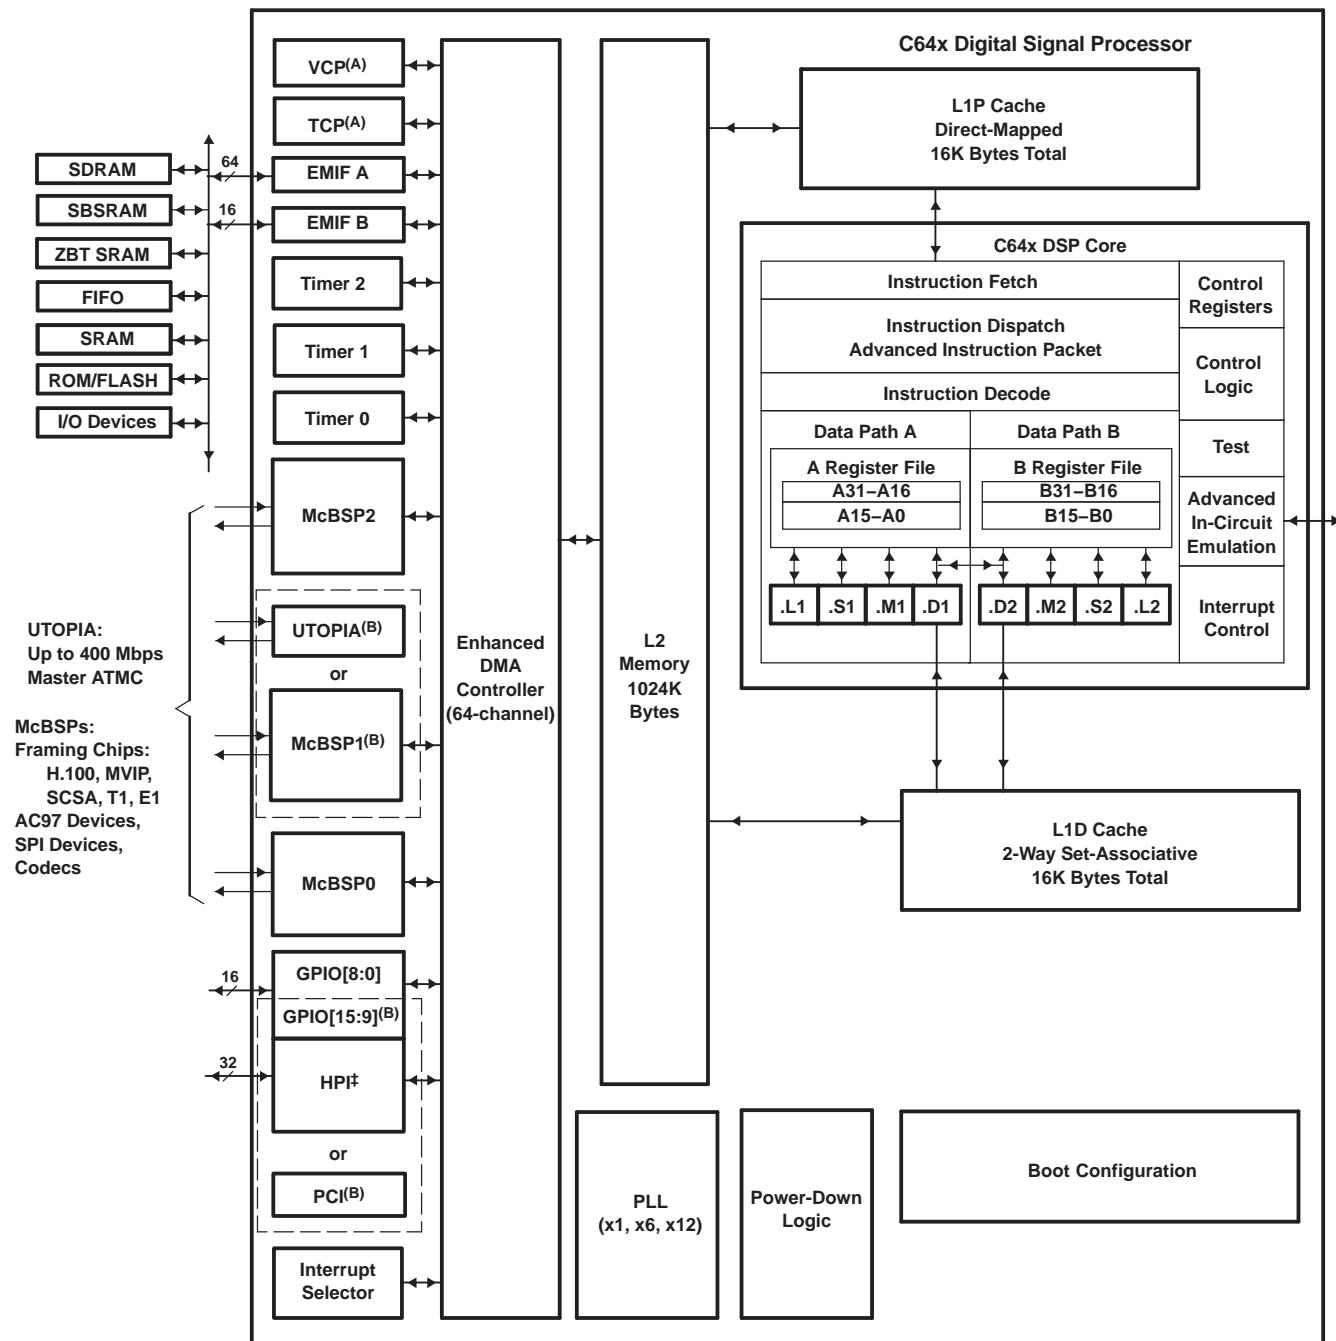 C64x Digital Signal Processor
VCP(A)
TCP(A)
EMIF A
EMIF B
Timer 2
Timer 1
Timer 0
McBSP2
UTOPIA(B)
or
McBSP1(B)
McBSP0
GPIO[8:0]
GPIO[15:9](B)
HPI‡
or
PCI(B)
Interrupt
Selector
64
16
16
32
SDRAM
SBSRAM
ZBT SRAM
FIFO
SRAM
ROM/FLASH
I/O Devices
UTOPIA:
Up to 400 Mbps
Master ATMC
McBSPs:
Framing Chips:
H.100, MVIP,
SCSA, T1, E1
AC97 Devices,
SPI Devices,
Codecs
Enhanced
DMA
Controller
(64-channel)
L2
Memory
1024K
Bytes
L1P Cache
Direct-Mapped
16K Bytes Total
C64x DSP Core
Instruction Fetch
Instruction Dispatch
Advanced Instruction Packet
Instruction Decode
Data Path A
A Register File
A31–A16
A15–A0
.L1
.S1
.M1
.D1
Data Path B
B Register File
B31–B16
B15–B0
.D2
.M2
.S2
.L2
Control
Registers
Control
Logic
Test
Advanced
In-Circuit
Emulation
Interrupt
Control
L1D Cache
2-Way Set-Associative
16K Bytes Total
PLL
(x1, x6, x12)
Power-Down
Logic
Boot Configuration